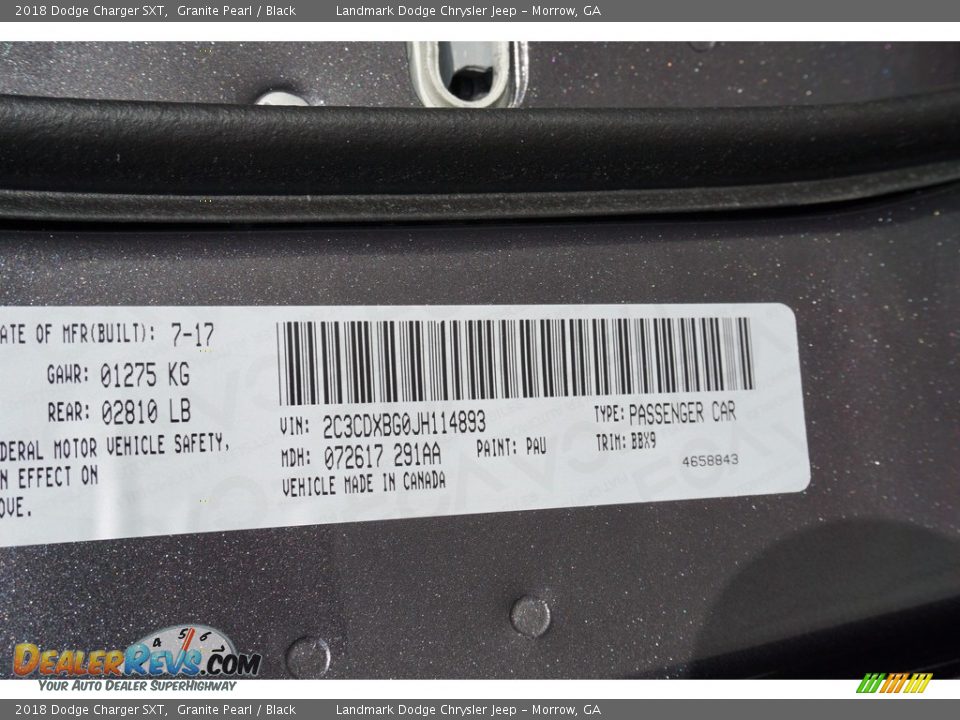 2018 Dodge Charger SXT, Granite Pearl / Black Landmark Dodge Chrysler Jeep – Morrow, GA
ATE OF MFR(BUILT): 7-17
GAWR: 01275 KG
REAR: 02810 LB
DERAL MOTOR VEHICLE SAFETY,
N EFFECT ON
OVE.
VIN: 2C3CDXBG0JH114893 TYPE: PASSENGER CAR
MDH: 072617 291AA PAINT: PAU TRIM: BBX9
VEHICLE MADE IN CANADA 4658843
4 5 6
DEALERREVS.COM
YOUR AUTO DEALER SUPERHIGHWAY
2018 Dodge Charger SXT, Granite Pearl / Black Landmark Dodge Chrysler Jeep – Morrow, GA